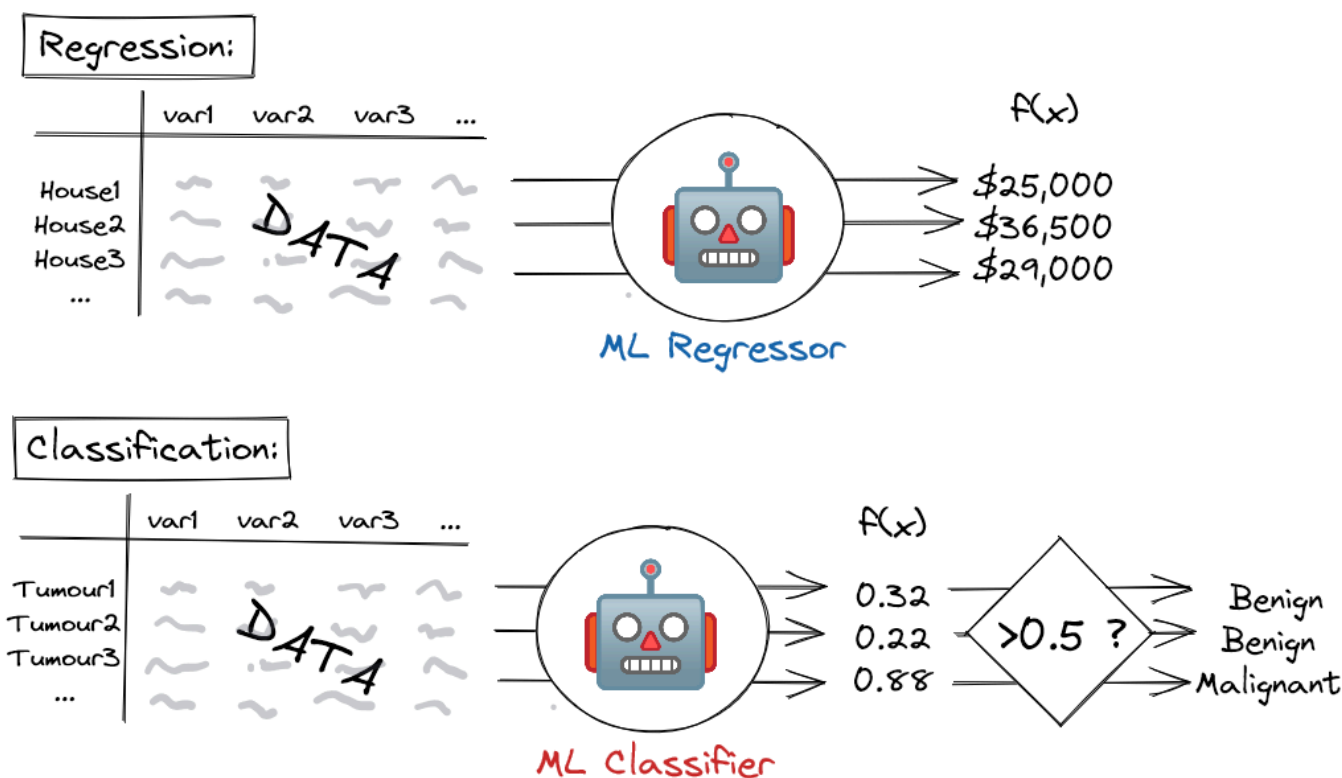 Regression:
var1 var2 var3 ...
f(x)
House1
House2
House3
...
DATA
$25,000
$36,500
$29,000
ML Regressor
Classification:
var1 var2 var3 ...
f(x)
Tumour1
Tumour2
Tumour3
...
DATA
0.32
0.22
0.88
>0.5 ?
Benign
Benign
Malignant
ML Classifier